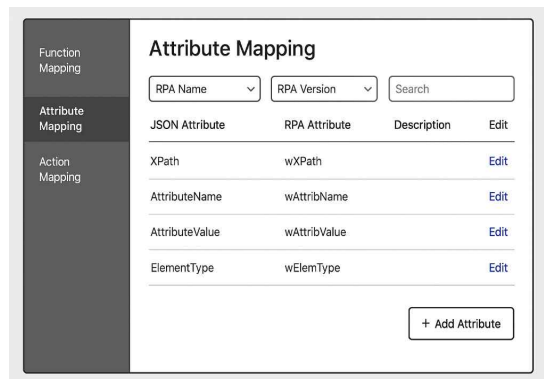 Function
Mapping
Attribute
Mapping
Action
Mapping
Attribute Mapping
RPA Name
RPA Version
Search
JSON Attribute RPA Attribute Description Edit
XPath wXPath Edit
AttributeName wAttribName Edit
AttributeValue wAttribValue Edit
ElementType wElemType Edit
+ Add Attribute